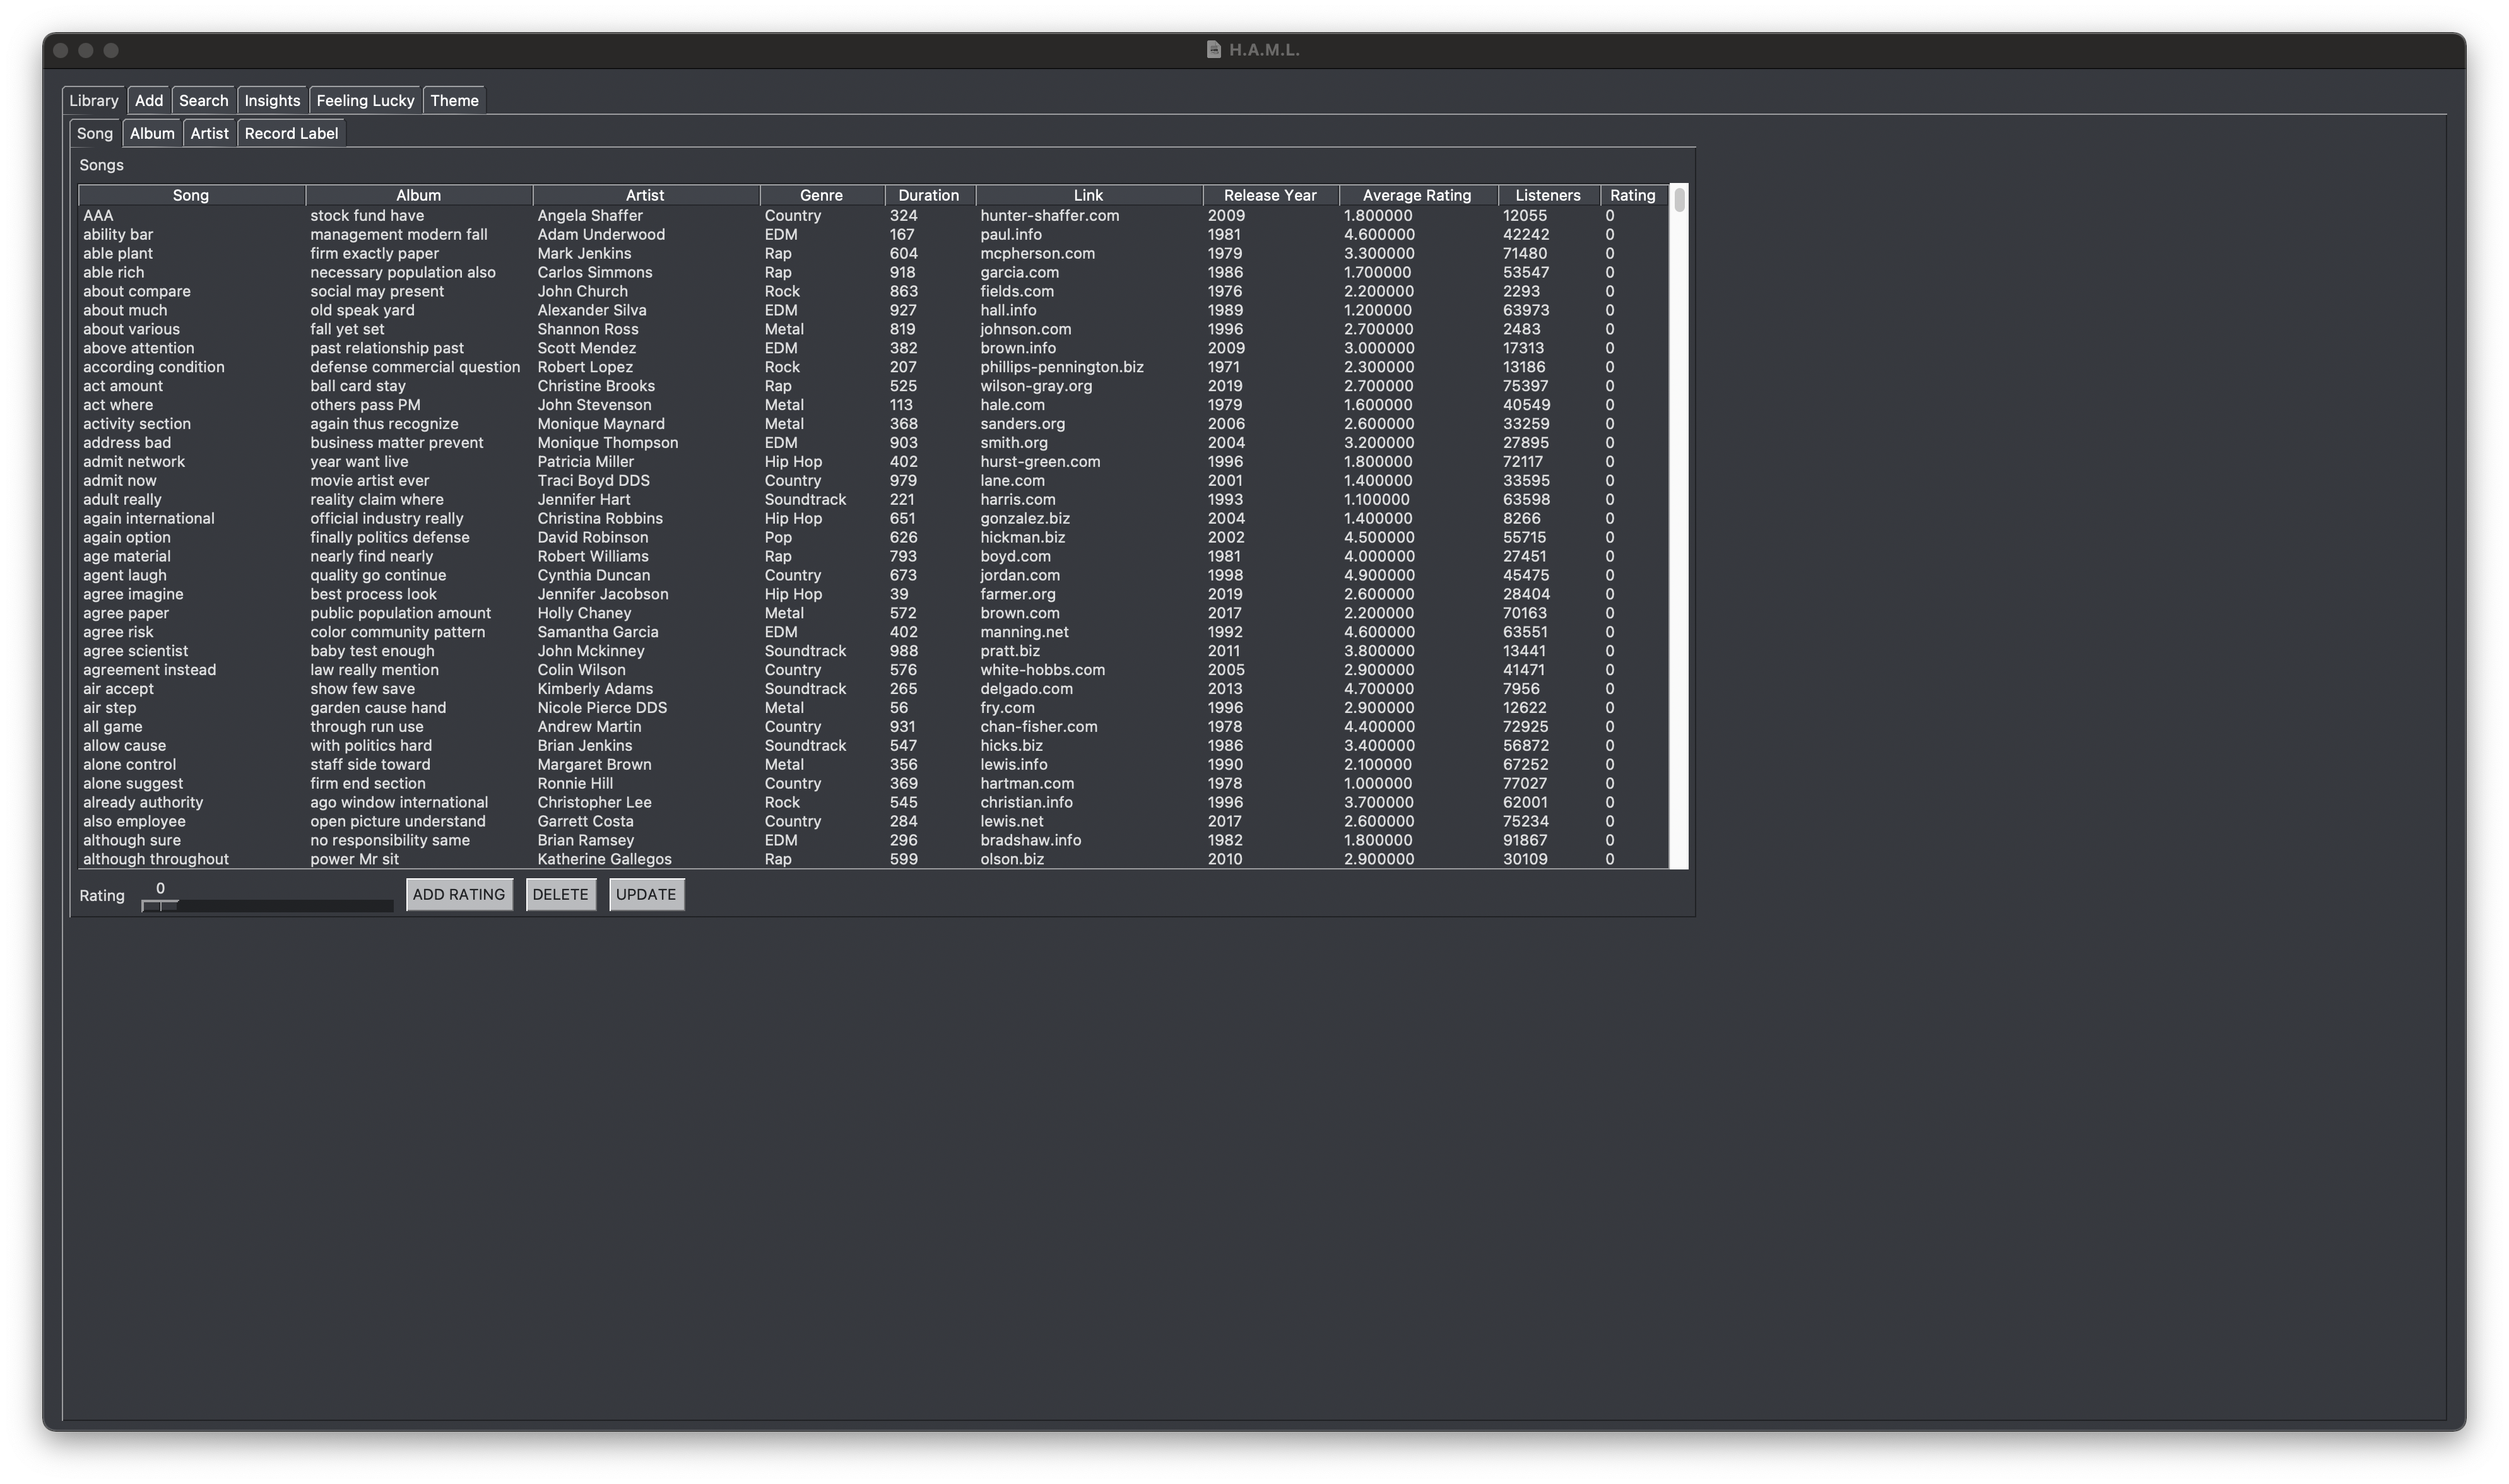 H.A.M.L.
Library Add Search Insights Feeling Lucky Theme
Song Album Artist Record Label
Songs
Song Album Artist Genre Duration Link Release Year Average Rating Listeners Rating
AAA stock fund have Angela Shaffer Country 324 hunter-shaffer.com 2009 1.800000 12055 0
ability bar management modern fall Adam Underwood EDM 167 paul.info 1981 4.600000 42242 0
able plant firm exactly paper Mark Jenkins Rap 604 mcpherson.com 1979 3.300000 71480 0
able rich necessary population also Carlos Simmons Rap 918 garcia.com 1986 1.700000 53547 0
about compare social may present John Church Rock 863 fields.com 1976 2.200000 2293 0
about much old speak yard Alexander Silva EDM 927 hall.info 1989 1.200000 63973 0
about various fall yet set Shannon Ross Metal 819 johnson.com 1996 2.700000 2483 0
above attention past relationship past Scott Mendez EDM 382 brown.info 2009 3.000000 17313 0
according condition defense commercial question Robert Lopez Rock 207 phillips-pennington.biz 1971 2.300000 13186 0
act amount ball card stay Christine Brooks Rap 525 wilson-gray.org 2019 2.700000 75397 0
act where others pass PM John Stevenson Metal 113 hale.com 1979 1.600000 40549 0
activity section again thus recognize Monique Maynard Metal 368 sanders.org 2006 2.600000 33259 0
address bad business matter prevent Monique Thompson EDM 903 smith.org 2004 3.200000 27895 0
admit network year want live Patricia Miller Hip Hop 402 hurst-green.com 1996 1.800000 72117 0
admit now movie artist ever Traci Boyd DDS Country 979 lane.com 2001 1.400000 33595 0
adult really reality claim where Jennifer Hart Soundtrack 221 harris.com 1993 1.100000 63598 0
again international official industry really Christina Robbins Hip Hop 651 gonzalez.biz 2004 1.400000 8266 0
again option finally politics defense David Robinson Pop 626 hickman.biz 2002 4.500000 55715 0
age material nearly find nearly Robert Williams Rap 793 boyd.com 1981 4.000000 27451 0
agent laugh quality go continue Cynthia Duncan Country 673 jordan.com 1998 4.900000 45475 0
agree imagine best process look Jennifer Jacobson Hip Hop 39 farmer.org 2019 2.600000 28404 0
agree paper public population amount Holly Chaney Metal 572 brown.com 2017 2.200000 70163 0
agree risk color community pattern Samantha Garcia EDM 402 manning.net 1992 4.600000 63551 0
agree scientist baby test enough John Mckinney Soundtrack 988 pratt.biz 2011 3.800000 13441 0
agreement instead law really mention Colin Wilson Country 576 white-hobbs.com 2005 2.900000 41471 0
air accept show few save Kimberly Adams Soundtrack 265 delgado.com 2013 4.700000 7956 0
air step garden cause hand Nicole Pierce DDS Metal 56 fry.com 1996 2.900000 12622 0
all game through run use Andrew Martin Country 931 chan-fisher.com 1978 4.400000 72925 0
allow cause with politics hard Brian Jenkins Soundtrack 547 hicks.biz 1986 3.400000 56872 0
alone control staff side toward Margaret Brown Metal 356 lewis.info 1990 2.100000 67252 0
alone suggest firm end section Ronnie Hill Country 369 hartman.com 1978 1.000000 77027 0
already authority ago window international Christopher Lee Rock 545 christian.info 1996 3.700000 62001 0
also employee open picture understand Garrett Costa Country 284 lewis.net 2017 2.600000 75234 0
although sure no responsibility same Brian Ramsey EDM 296 bradshaw.info 1982 1.800000 91867 0
although throughout power Mr sit Katherine Gallegos Rap 599 olson.biz 2010 2.900000 30109 0
Rating 0 ADD RATING DELETE UPDATE